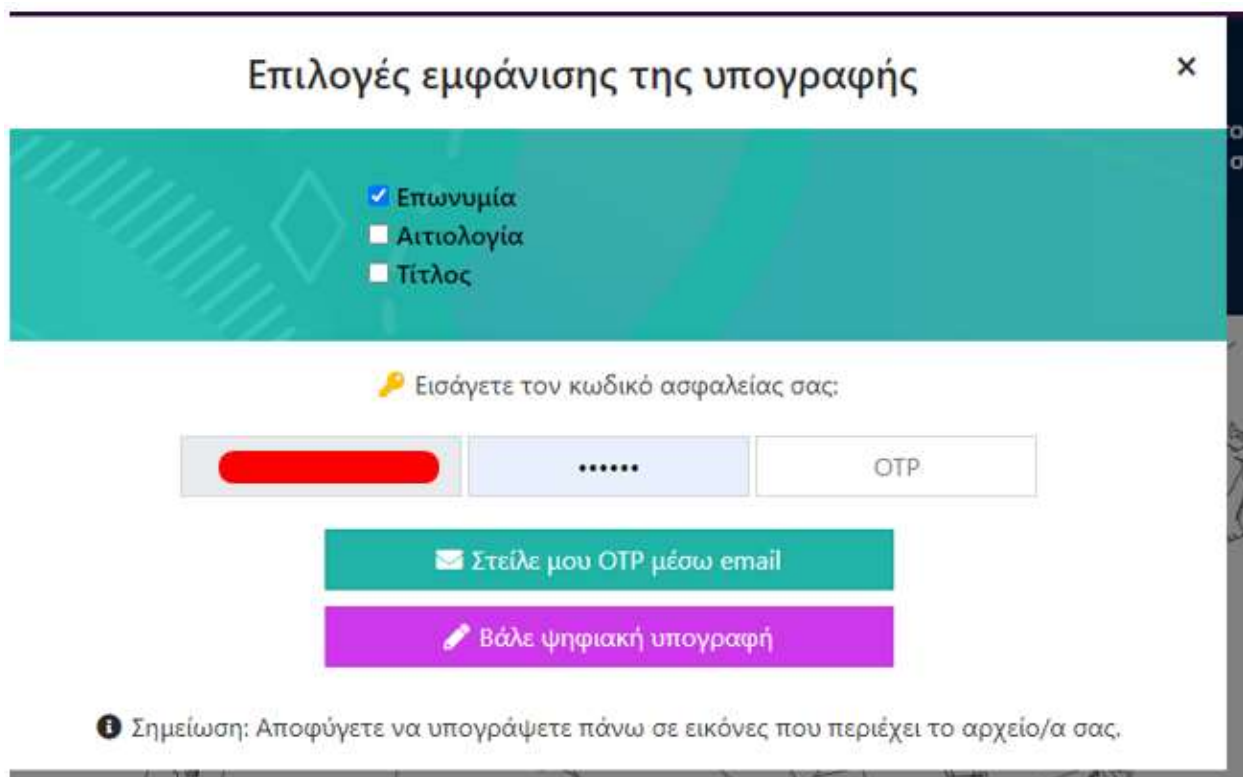 Επιλογές εμφάνισης της υπογραφής
Επωνυμία
Αιτιολογία
Τίτλος
Εισάγετε τον κωδικό ασφαλείας σας:
•••••• OTP
Στείλε μου OTP μέσω email
Βάλε ψηφιακή υπογραφή
Σημείωση: Αποφύγετε να υπογράψετε πάνω σε εικόνες που περιέχει το αρχείο/α σας.